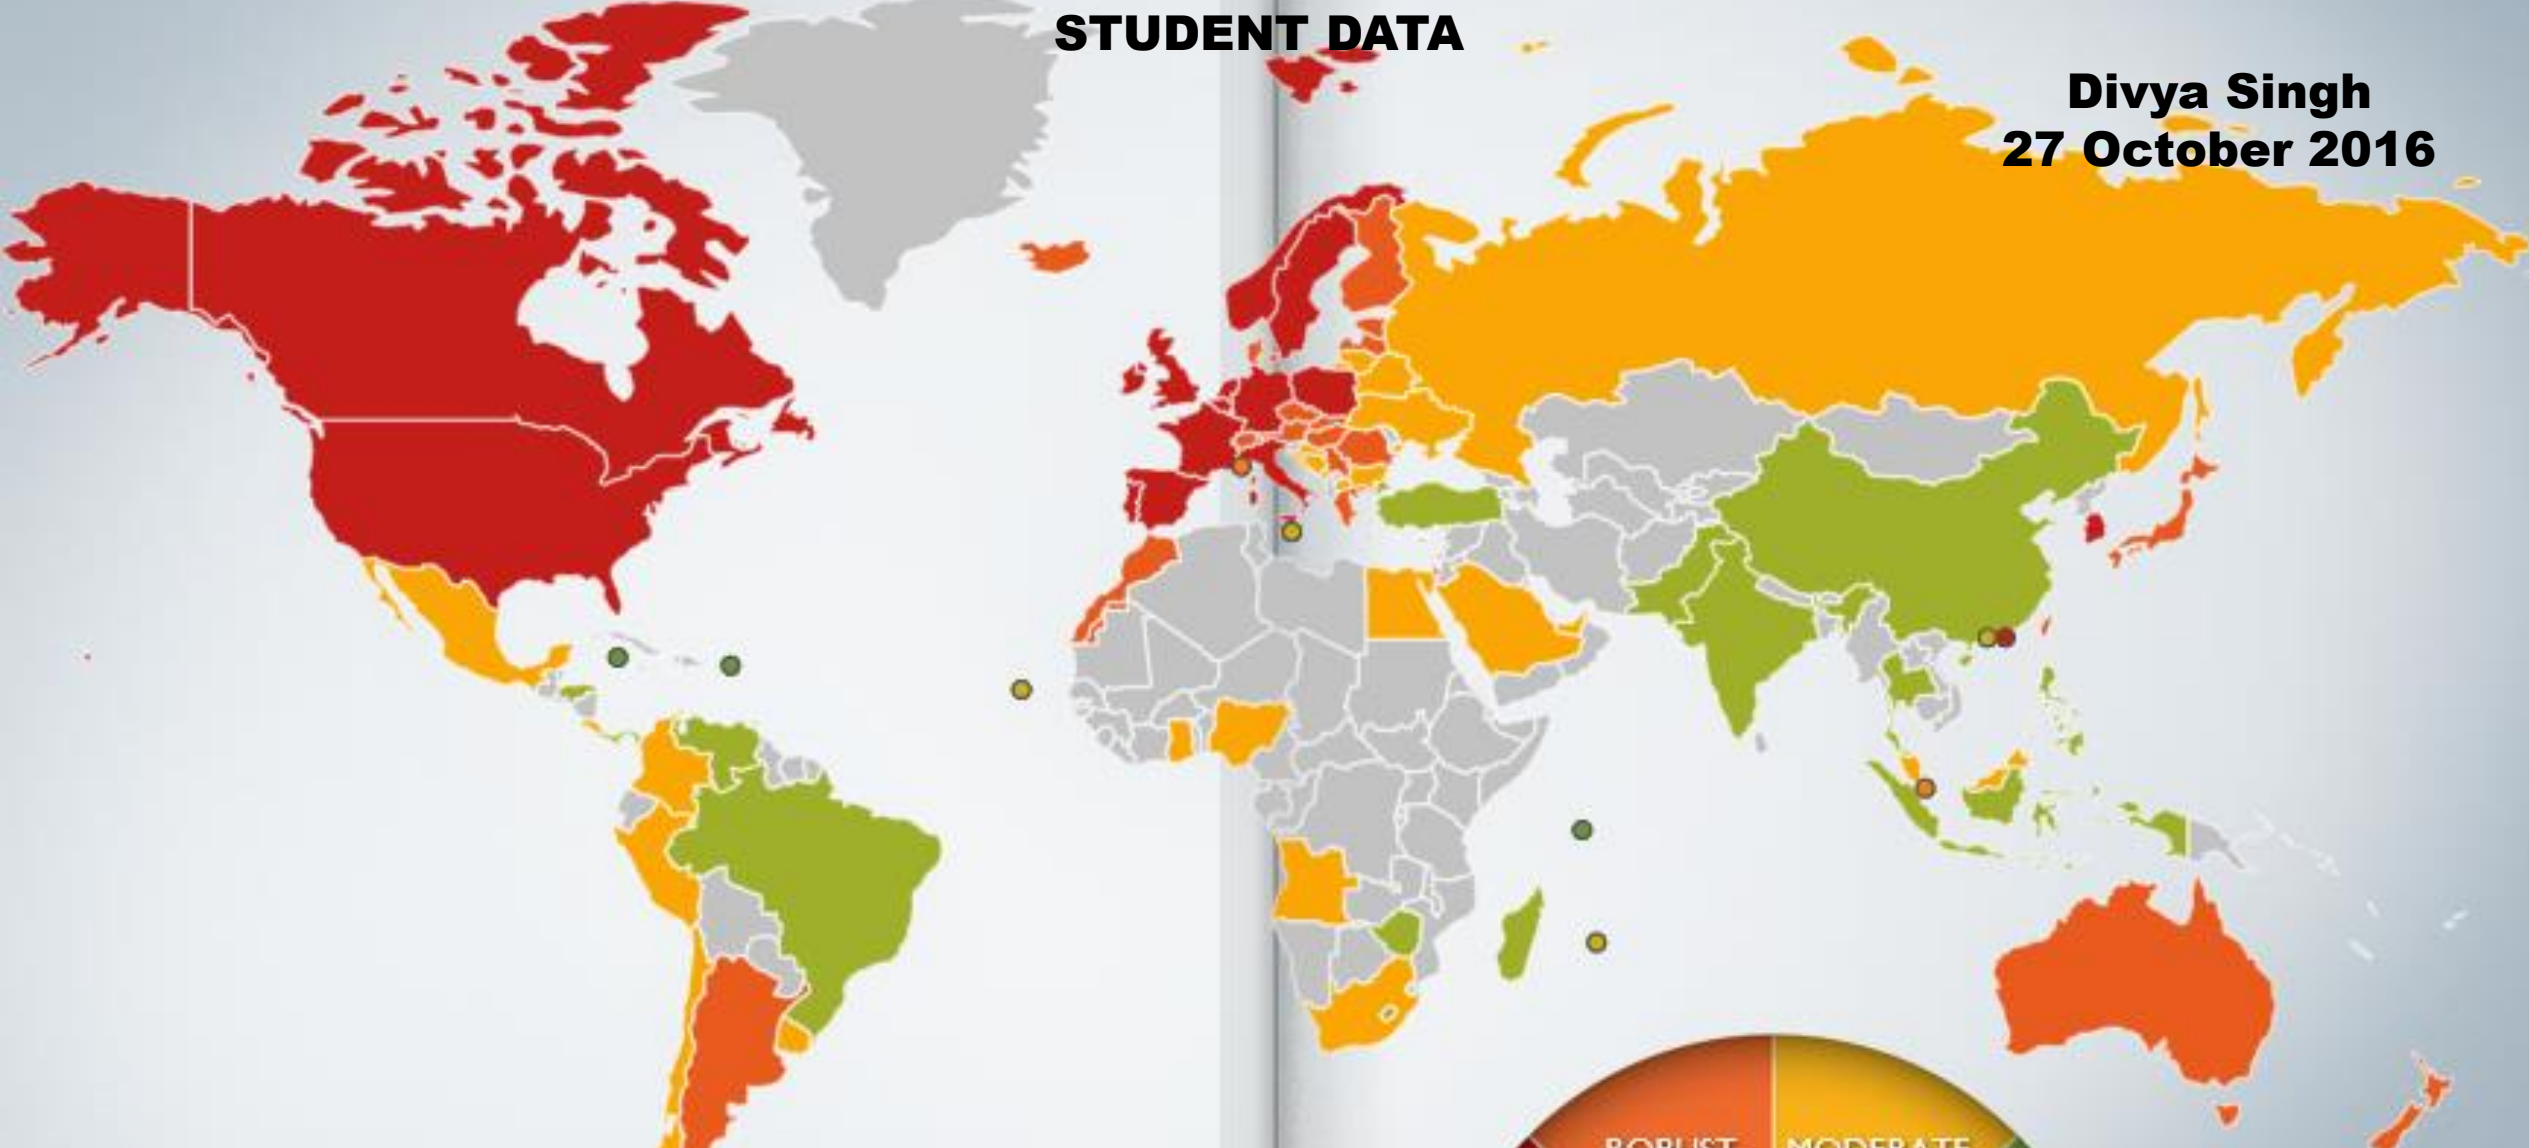 STUDENT DATA
Divya Singh
27 October 2016
ROBUST
MODERATE